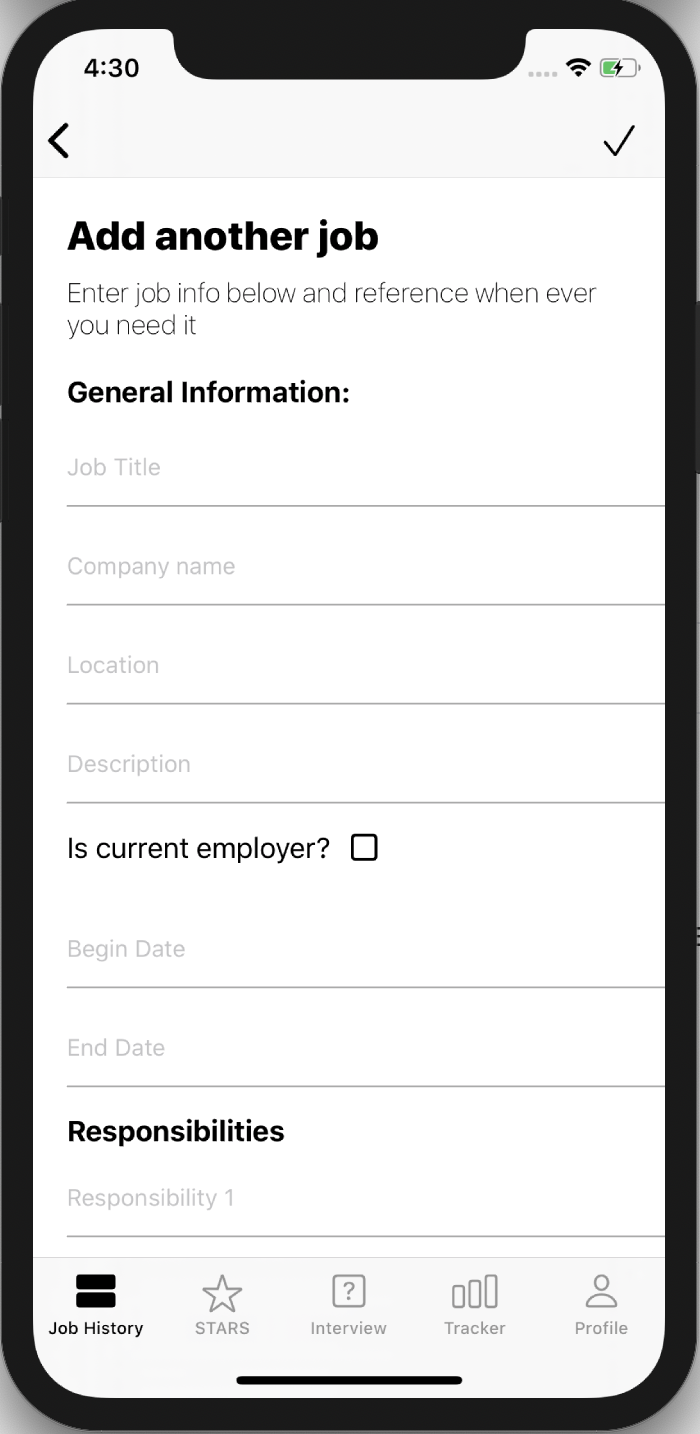 4:30
Add another job
Enter job info below and reference when ever
you need it
General Information:
Job Title
Company name
Location
Description
Is current employer?
Begin Date
End Date
Responsibilities
Responsibility 1
?
Job History STARS Interview Tracker Profile